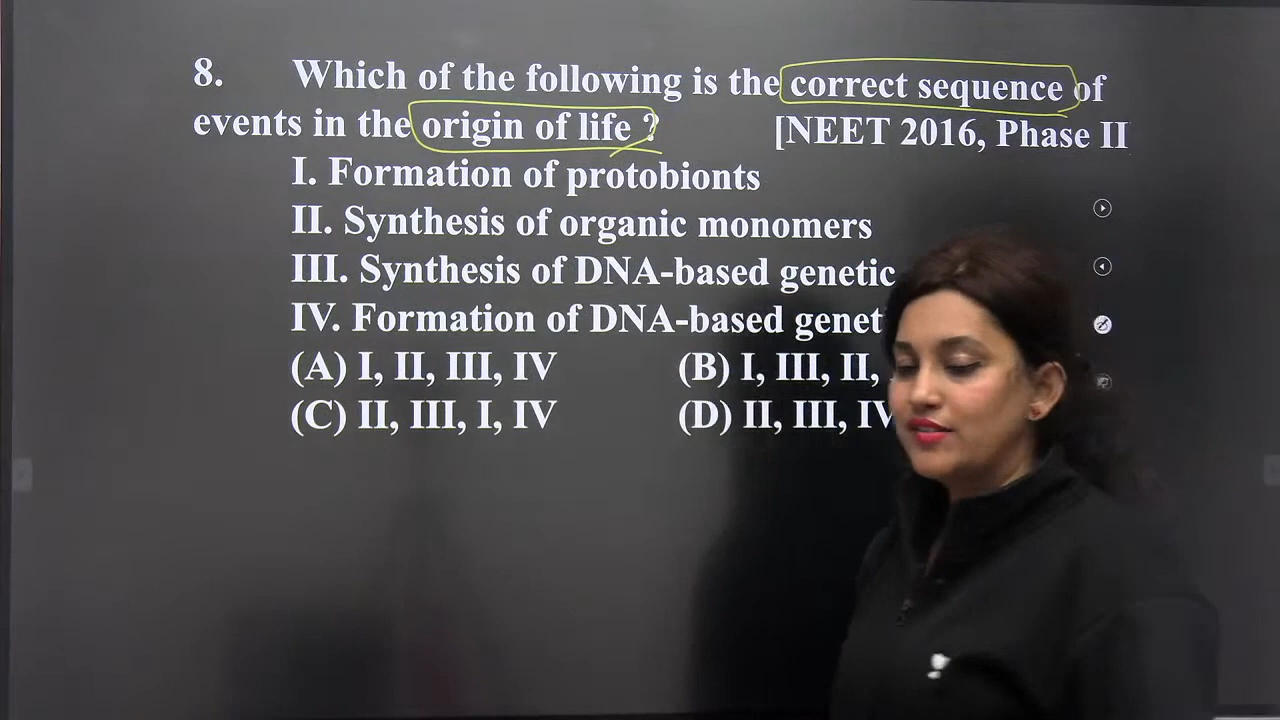 8. Which of the following is the correct sequence of
events in the origin of life ? [NEET 2016, Phase II
I. Formation of protobionts
II. Synthesis of organic monomers
III. Synthesis of DNA-based genetic
IV. Formation of DNA-based
(A) I, II, III, IV (B) I, III, II,
(C) II, III, I, IV (D) II, III,